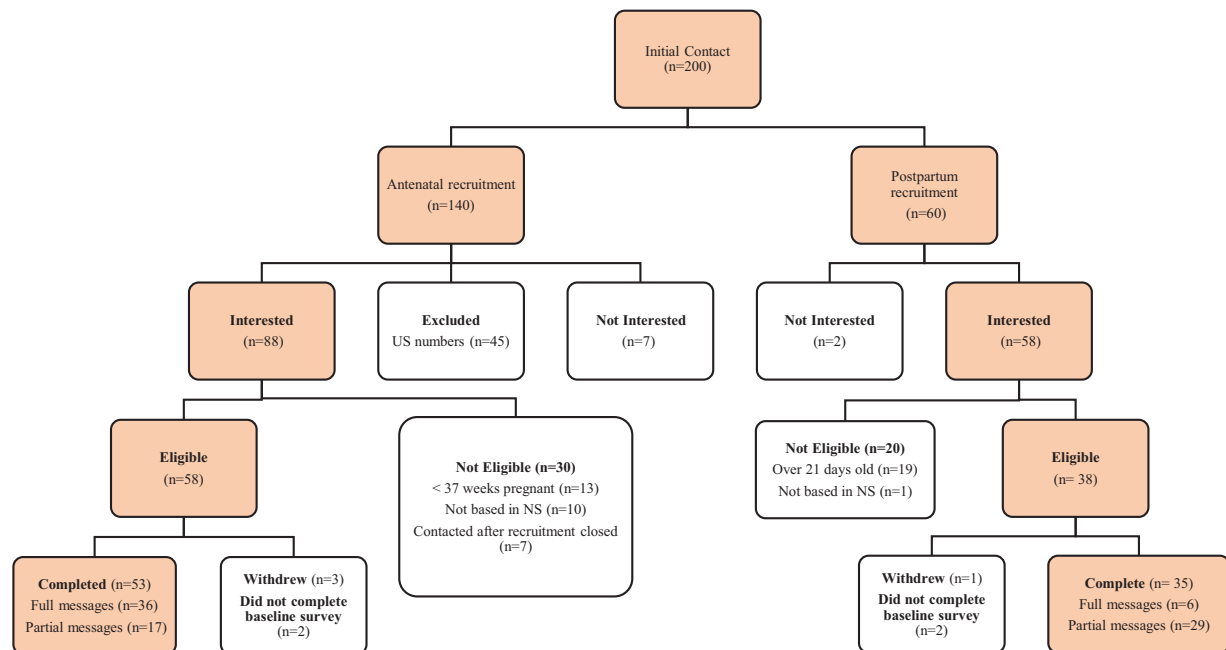 Initial Contact
(n=200)
Antenatal recruitment
(n=140)
Postpartum
recruitment
(n=60)
Interested
(n=88)
Excluded
US numbers (n=45)
Not Interested
(n=7)
Not Interested
(n=2)
Interested
(n=58)
Eligible
(n=58)
Not Eligible (n=30)
< 37 weeks pregnant (n=13)
Not based in NS (n=10)
Contacted after recruitment closed
(n=7)
Not Eligible (n=20)
Over 21 days old (n=19)
Not based in NS (n=1)
Eligible
(n= 38)
Completed (n=53)
Full messages (n=36)
Partial messages (n=17)
Withdrew (n=3)
Did not complete
baseline survey
(n=2)
Withdrew (n=1)
Did not complete
baseline survey
(n=2)
Complete (n= 35)
Full messages (n=6)
Partial messages (n=29)